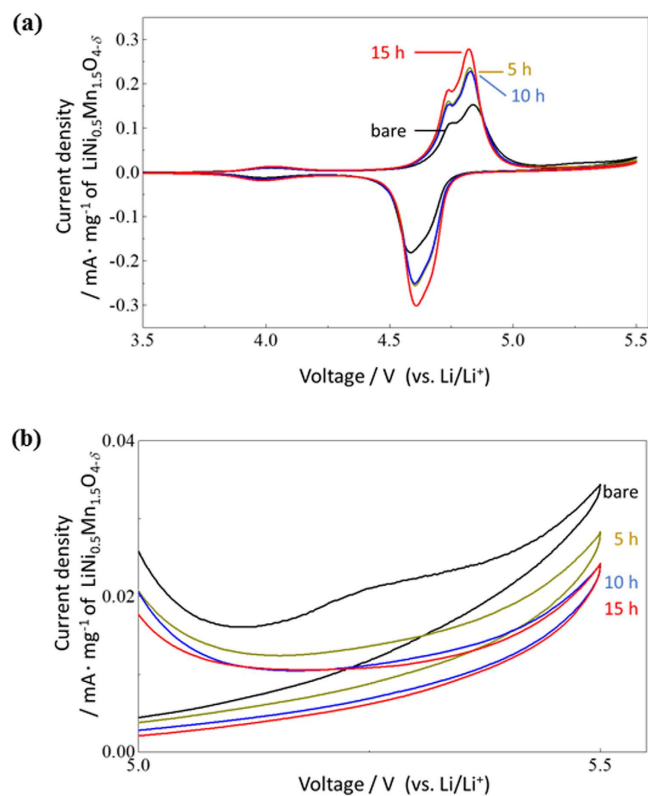 (a)
Current density
/ mA· mg⁻¹ of LiNi₀.₅Mn₁.₅O₄₋δ
0.3
0.2
0.1
0.0
-0.1
-0.2
-0.3
15 h
5 h
10 h
bare
3.5 4.0 4.5 5.0 5.5
Voltage / V (vs. Li/Li⁺)
(b)
Current density
/ mA· mg⁻¹ of LiNi₀.₅Mn₁.₅O₄₋δ
0.04
0.02
0.00
bare
5 h
10 h
15 h
5.0 5.5
Voltage / V (vs. Li/Li⁺)